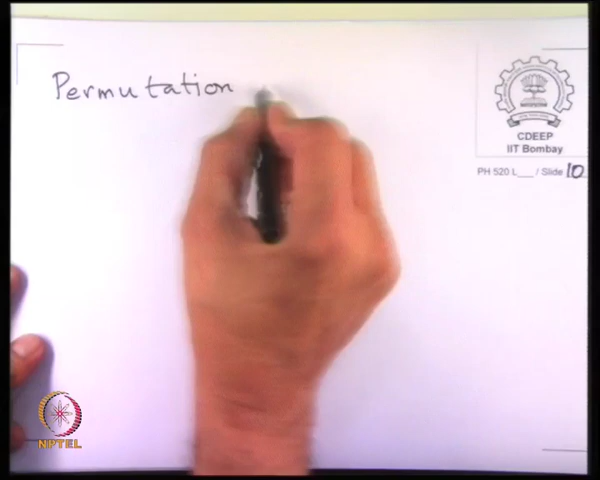 Permutation
CDEEP
IIT Bombay
PH 520 L___ / Slide 10
NPTEL